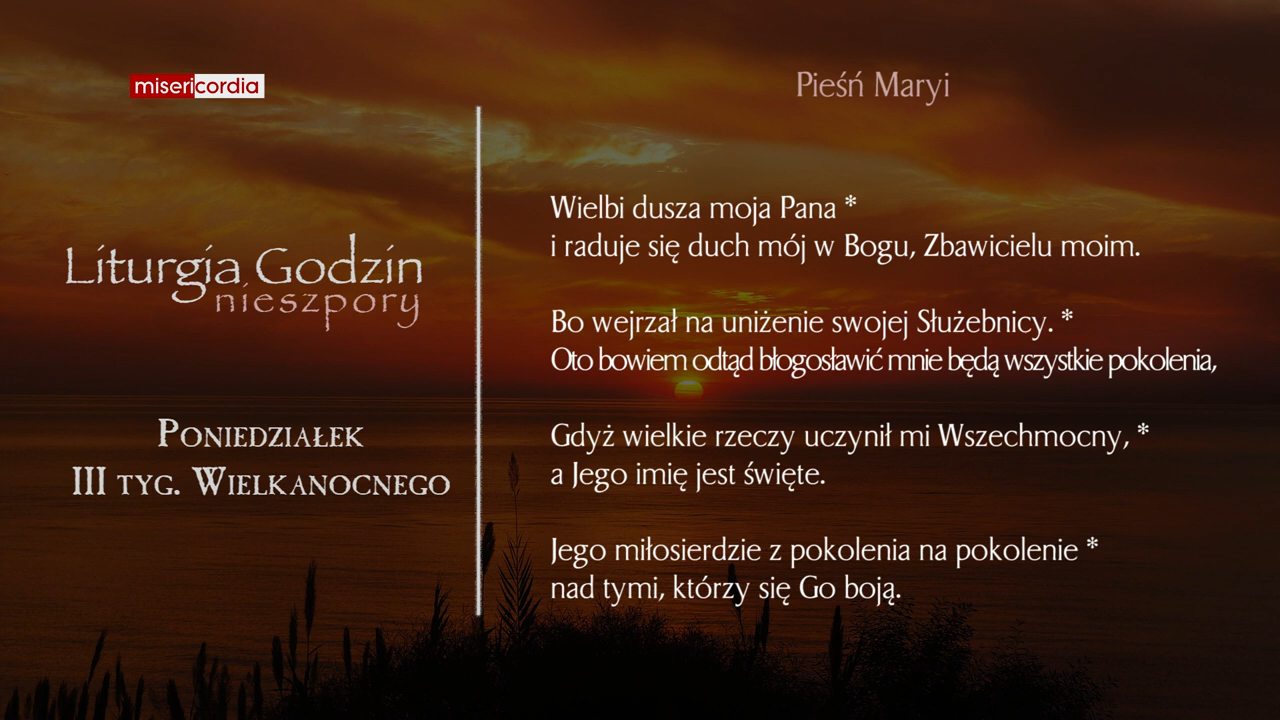 misericordia
Liturgia Godzin
nieszpory
Poniedziałek
III tyg. Wielkanocnego
Pieśń Maryi
Wielbi dusza moja Pana *
i raduje się duch mój w Bogu, Zbawicielu moim.
Bo wejrzał na uniżenie swojej Służebnicy. *
Oto bowiem odtąd błogosławić mnie będą wszystkie pokolenia,
Gdyż wielkie rzeczy uczynił mi Wszechmocny, *
a Jego imię jest święte.
Jego miłosierdzie z pokolenia na pokolenie *
nad tymi, którzy się Go boją.